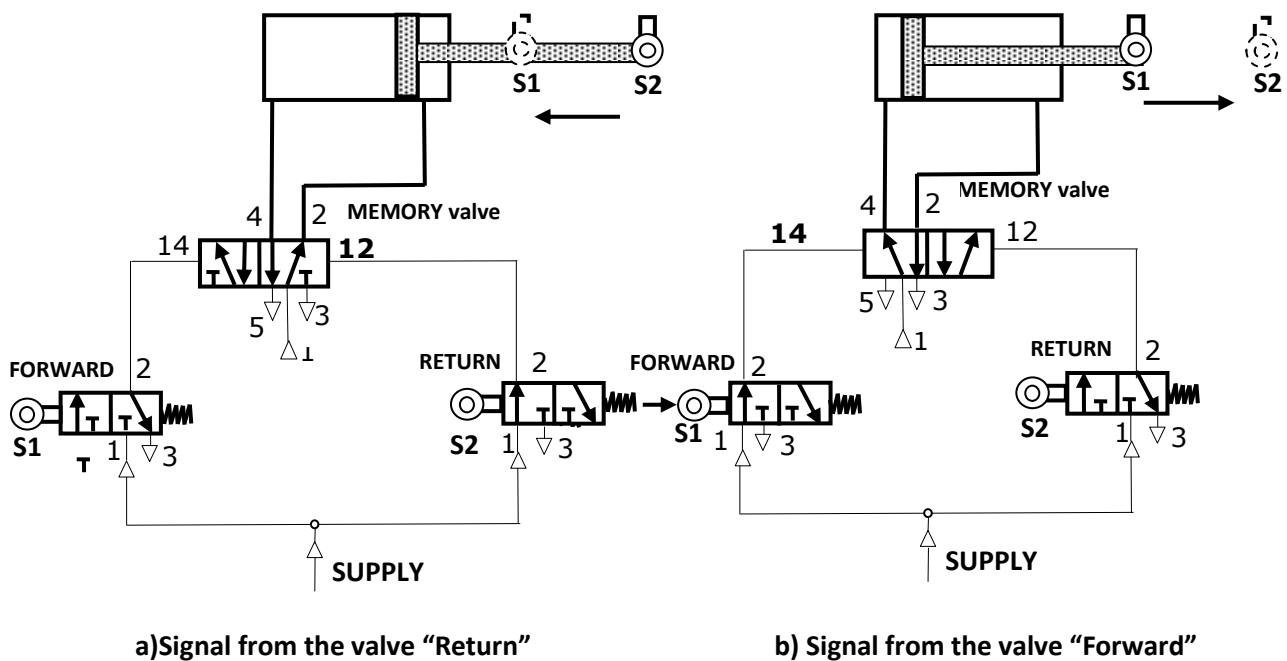 S1 S2
MEMORY valve
4 2
14 12
5 3
1
FORWARD 2
S1 1 3
RETURN 2
S2 1 3
SUPPLY
a)Signal from the valve “Return”
S1 S2
MEMORY valve
4 2
14 12
5 3
1
FORWARD 2
S1 1 3
RETURN 2
S2 1 3
SUPPLY
b) Signal from the valve “Forward”